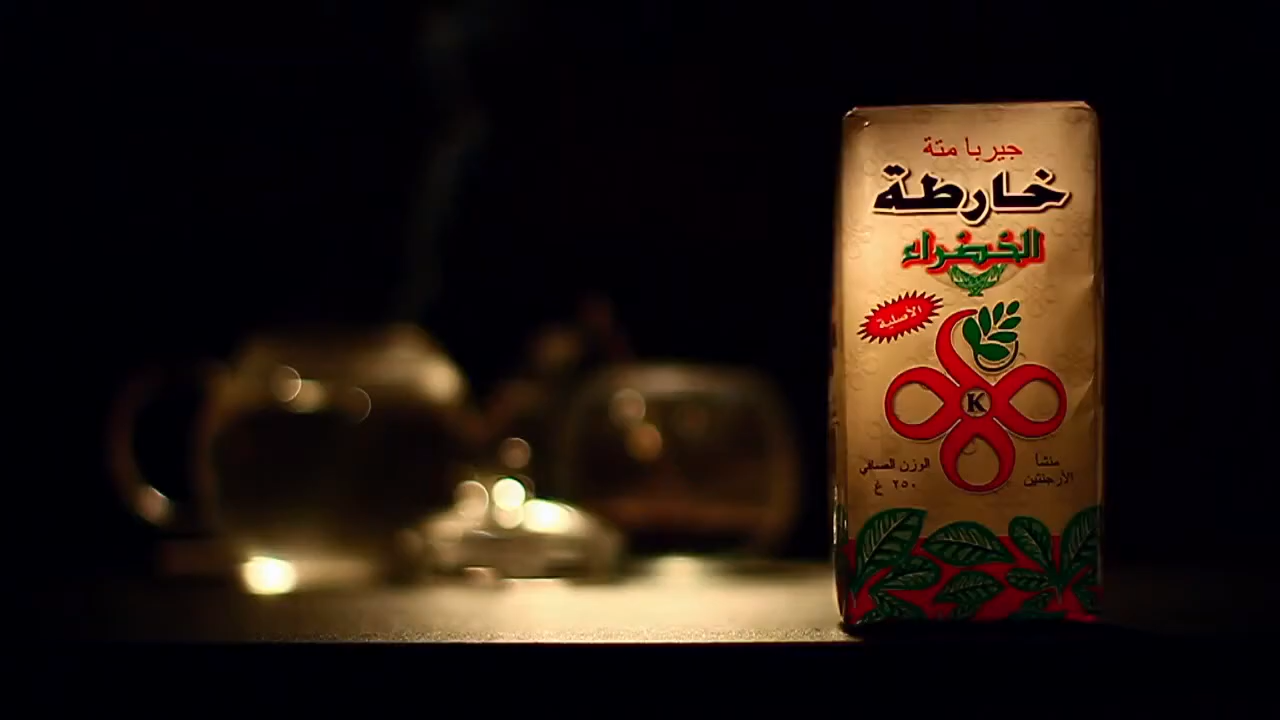 جيربا متة
خارطة
الخضراء
الأصلية
K
الوزن الصافي
٢٥٠ غ
منشأ
الأرجنتين